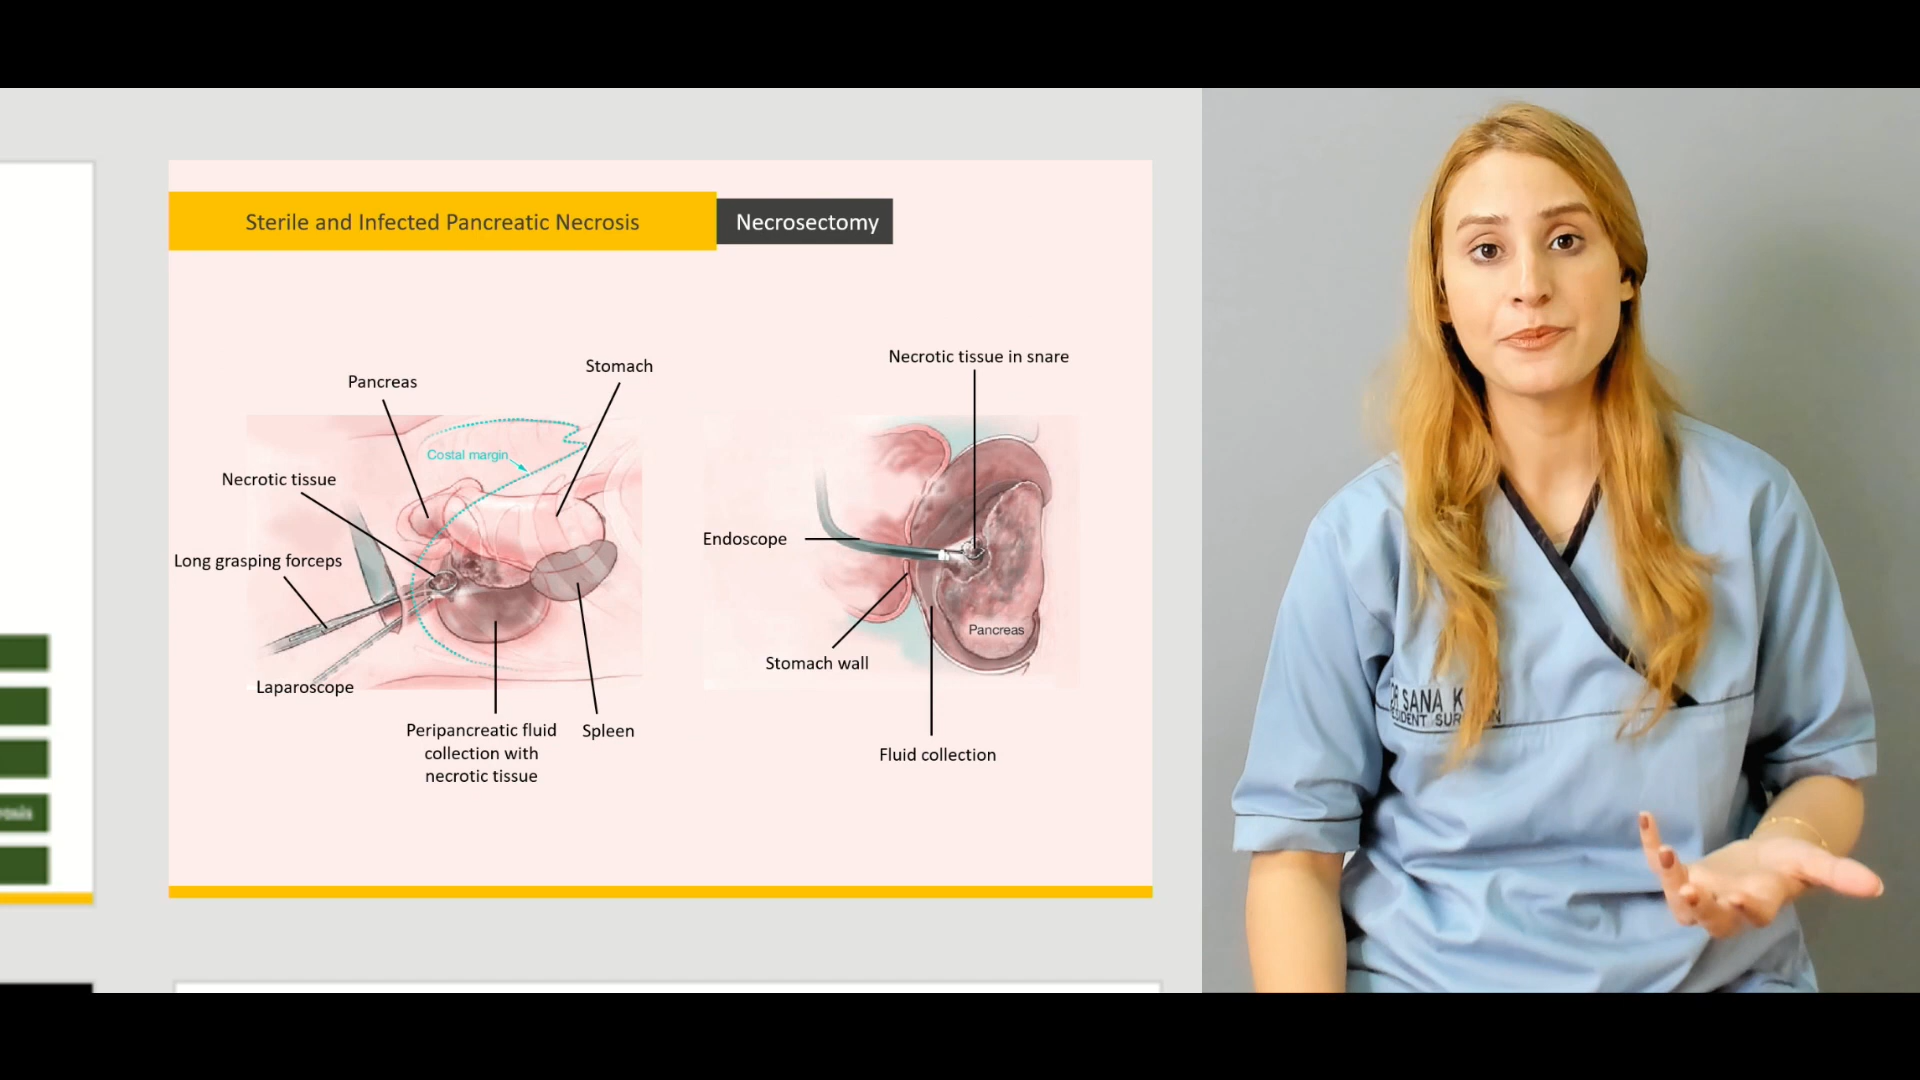 Sterile and Infected Pancreatic Necrosis
Necrosectomy
Pancreas
Stomach
Costal margin
Necrotic tissue
Long grasping forceps
Laparoscope
Peripancreatic fluid
collection with
necrotic tissue
Spleen
Necrotic tissue in snare
Endoscope
Stomach wall
Pancreas
Fluid collection
SANA